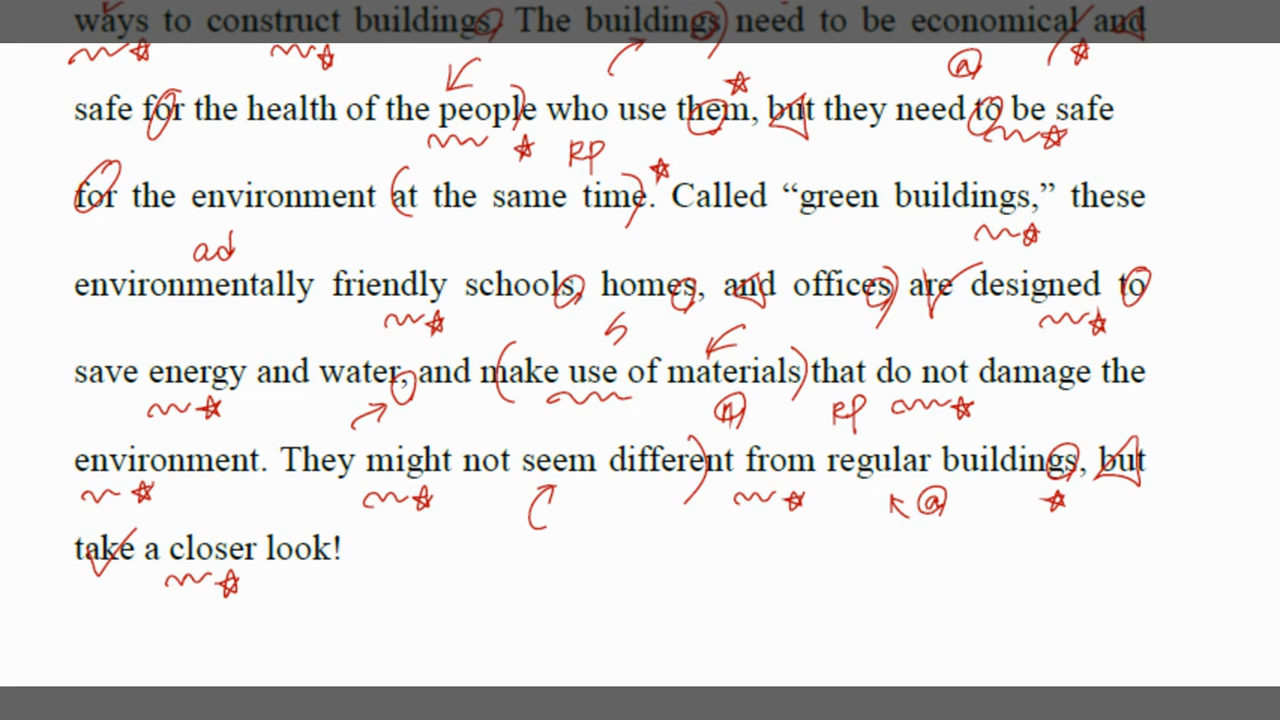 ways to construct buildings. The buildings need to be economical and
safe for the health of the people who use them, but they need to be safe
RP
for the environment at the same time. Called “green buildings,” these
ad
environmentally friendly schools, homes, and offices are designed to
save energy and water, and make use of materials that do not damage the
n RP
environment. They might not seem different from regular buildings, but
a
take a closer look!